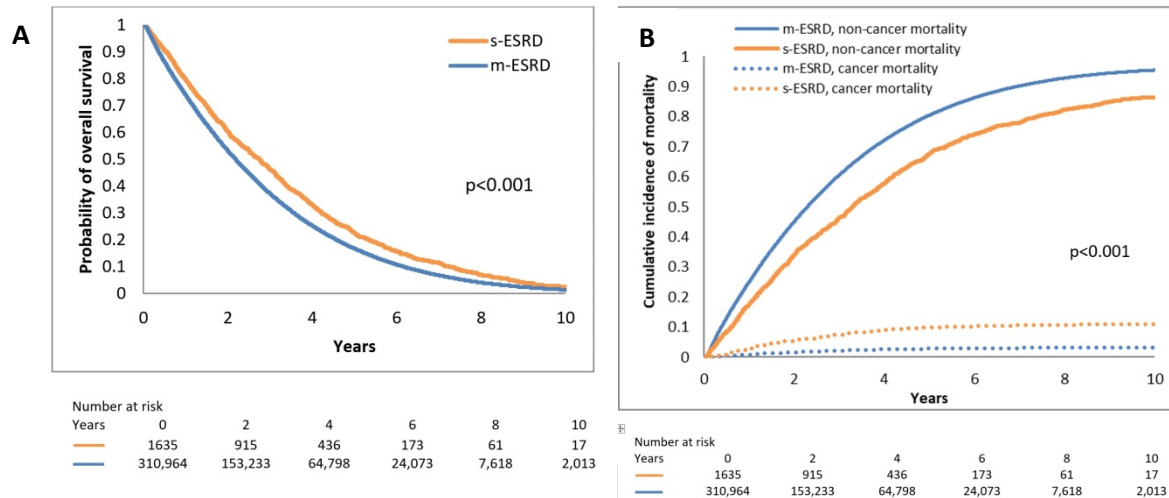 A
Probability of overall survival
1
0.9
0.8
0.7
0.6
0.5
0.4
0.3
0.2
0.1
0
s-ESRD
m-ESRD
p<0.001
0 2 4 6 8 10
Years
Number at risk
Years 0 2 4 6 8 10
1635 915 436 173 61 17
310,964 153,233 64,798 24,073 7,618 2,013
B
m-ESRD, non-cancer mortality
s-ESRD, non-cancer mortality
m-ESRD, cancer mortality
s-ESRD, cancer mortality
Cumulative incidence of mortality
1
0.9
0.8
0.7
0.6
0.5
0.4
0.3
0.2
0.1
0
p<0.001
0 2 4 6 8 10
Years
Number at risk
Years 0 2 4 6 8 10
1635 915 436 173 61 17
310,964 153,233 64,798 24,073 7,618 2,013